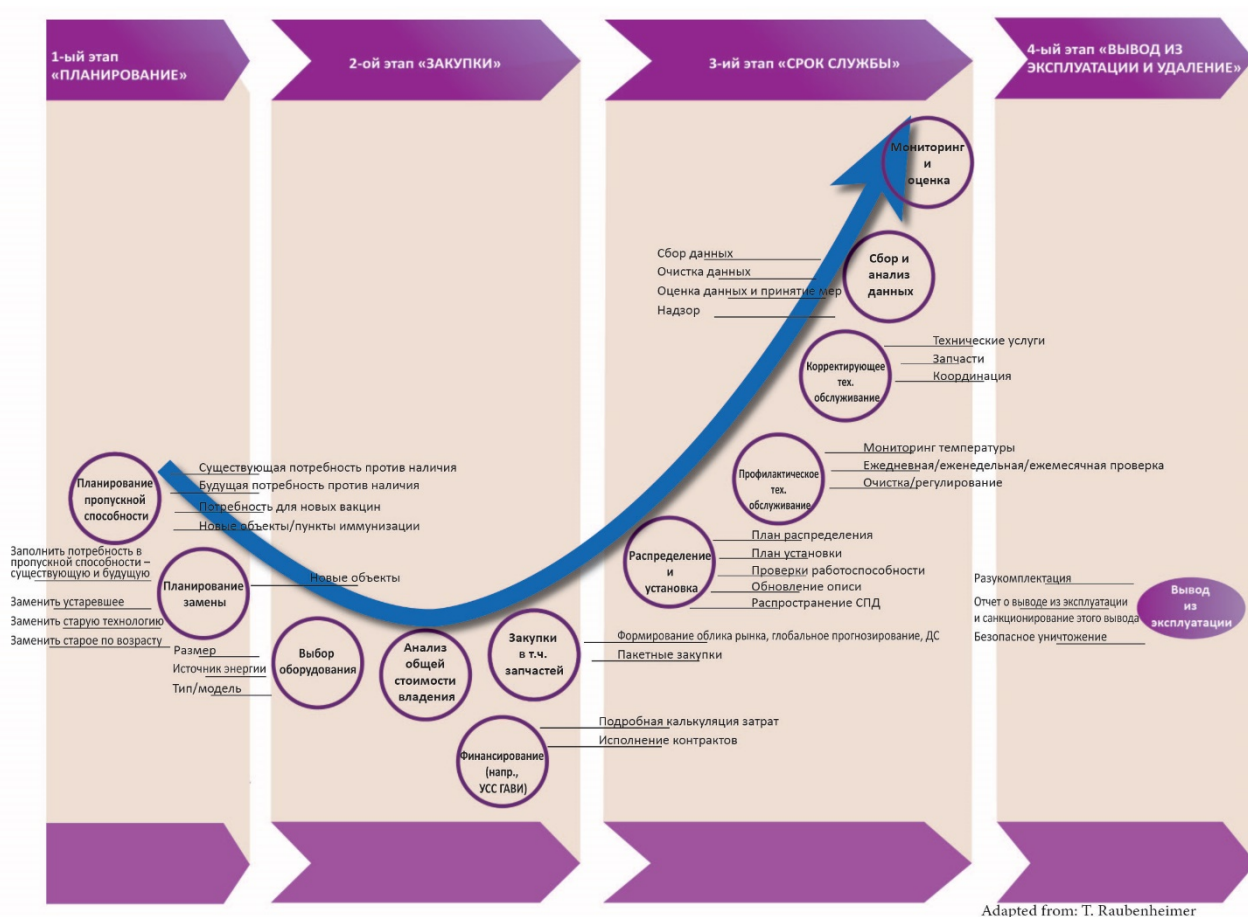 1-ый этап
«ПЛАНИРОВАНИЕ»
2-ой этап «ЗАКУПКИ»
3-ий этап «СРОК СЛУЖБЫ»
4-ый этап «ВЫВОД ИЗ
ЭКСПЛУАТАЦИИ И УДАЛЕНИЕ»
Планирование
пропускной
способности
Существующая потребность против наличия
Будущая потребность против наличия
Потребность для новых вакцин
Новые объекты/пункты иммунизации
Заполнить потребность в
пропускной способности –
существующую и будущую
Заменить устаревшее
Заменить старую технологию
Заменить старое по возрасту
Планирование
замены
Новые объекты
Размер
Источник энергии
Тип/модель
Выбор
оборудования
Анализ
общей
стоимости
владения
Закупки
в т.ч.
запчастей
Формирование облика рынка, глобальное прогнозирование, ДС
Пакетные закупки
Финансирование
(напр.,
УСС ГАВИ)
Подробная калькуляция затрат
Исполнение контрактов
Распределение
и
установка
План распределения
План установки
Проверки работоспособности
Обновление описи
Распространение СПД
Профилактическое
тех.
обслуживание
Мониторинг температуры
Ежедневная/еженедельная/ежемесячная проверка
Очистка/регулирование
Корректирующее
тех.
обслуживание
Технические услуги
Запчасти
Координация
Сбор данных
Очистка данных
Оценка данных и принятие мер
Надзор
Сбор и
анализ
данных
Мониторинг
и
оценка
Разукомплектация
Отчет о выводе из эксплуатации
и санкционирование этого вывода
Безопасное уничтожение
Вывод
из
эксплуатации
Adapted from: T. Raubenheimer